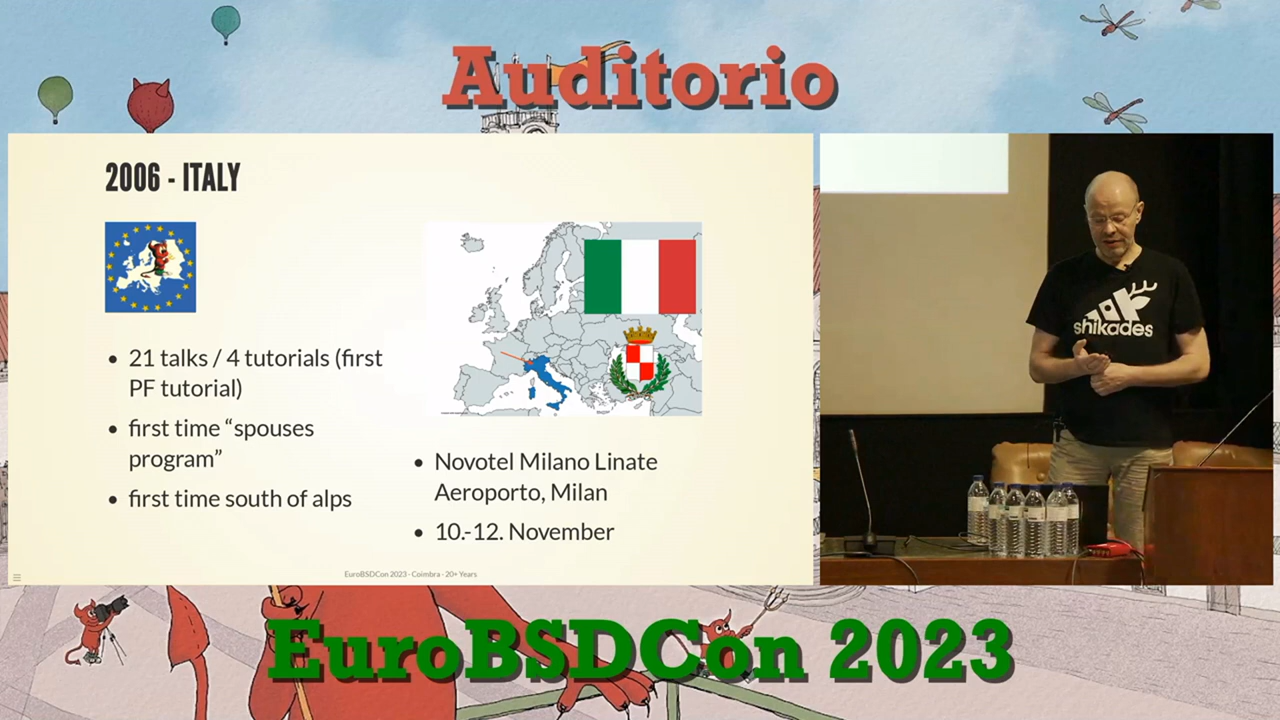 Auditorio
2006 - ITALY
21 talks / 4 tutorials (first
PF tutorial)
first time “spouses
program”
first time south of alps
Novotel Milano Linate
Aeroporto, Milan
10.-12. November
EuroBSDCon 2023 - Coimbra - 20+ Years
shikades
EuroBSDCon 2023